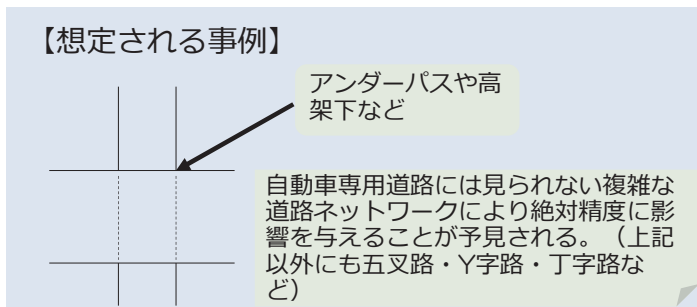 【想定される事例】
アンダーパスや高
架下など
自動車専用道路には見られない複雑な
道路ネットワークにより絶対精度に影
響を与えることが予見される。（上記
以外にも五叉路・Y字路・丁字路な
ど）